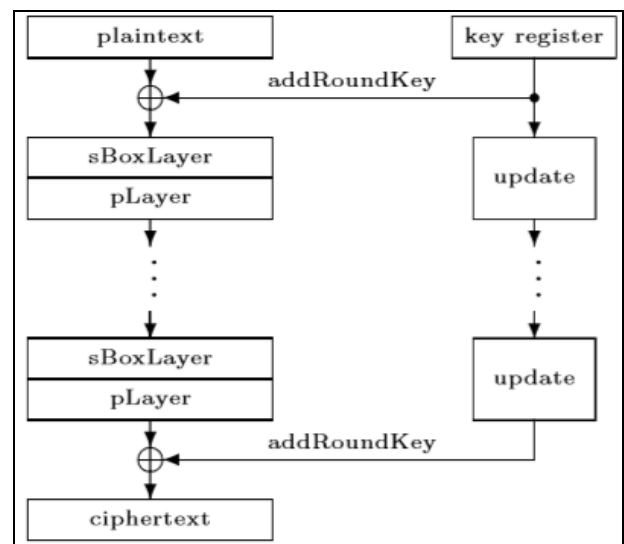 plaintext
key register
addRoundKey
sBoxLayer
pLayer
update
sBoxLayer
pLayer
update
addRoundKey
ciphertext